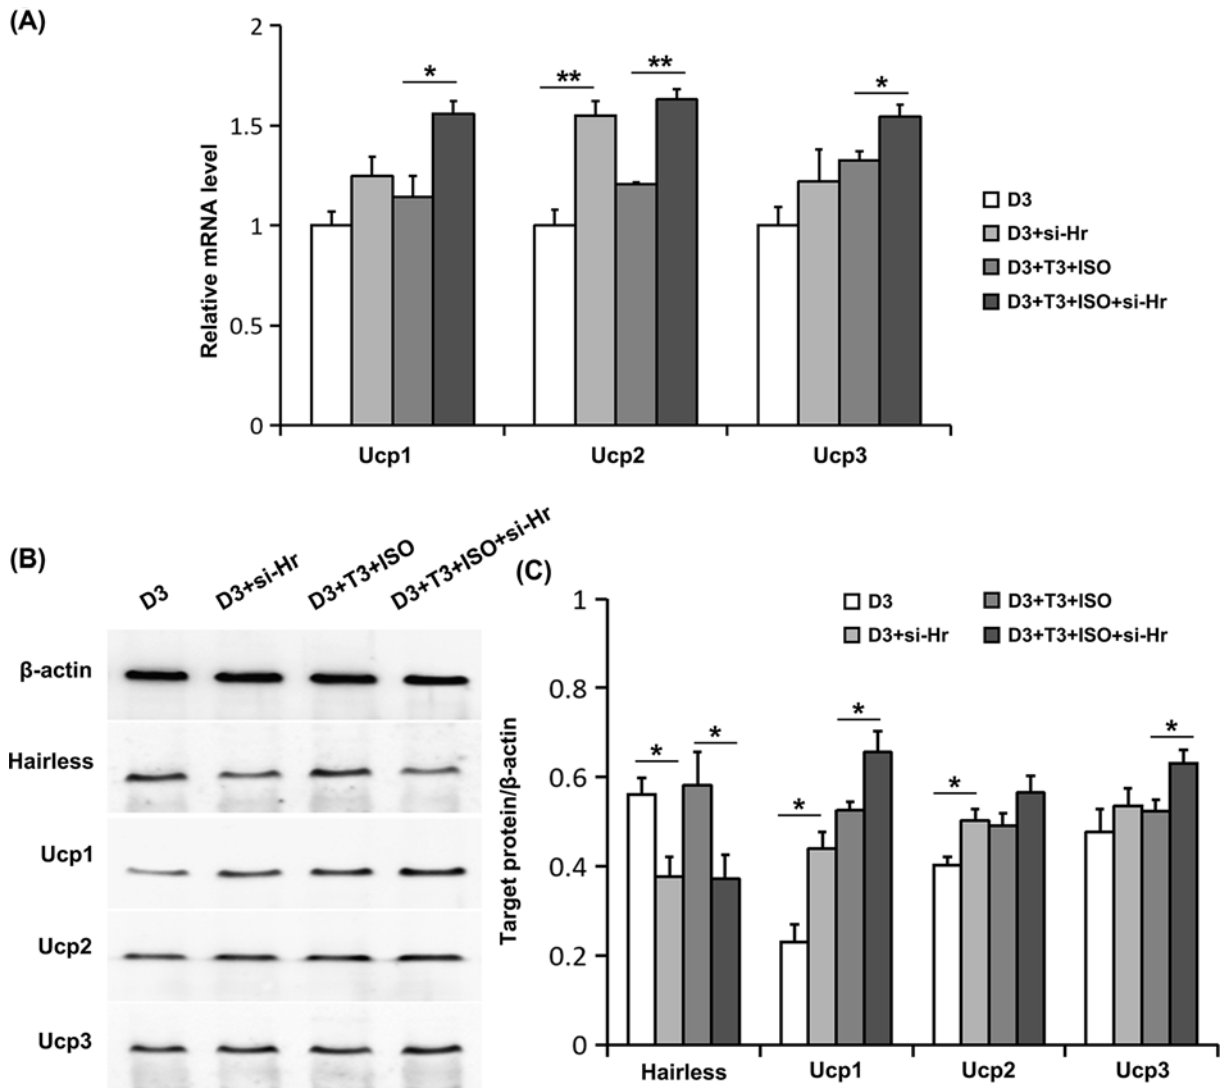 (A)
2
1.5
1
0.5
0
Relative mRNA level
*
**
**
*
Ucp1
Ucp2
Ucp3
D3
D3+si-Hr
D3+T3+ISO
D3+T3+ISO+si-Hr
(B)
D3
D3+si-Hr
D3+T3+ISO
D3+T3+ISO+si-Hr
β-actin
Hairless
Ucp1
Ucp2
Ucp3
(C)
1
0.8
0.6
0.4
0.2
0
Target protein/β-actin
D3
D3+si-Hr
D3+T3+ISO
D3+T3+ISO+si-Hr
*
*
*
*
*
*
Hairless
Ucp1
Ucp2
Ucp3